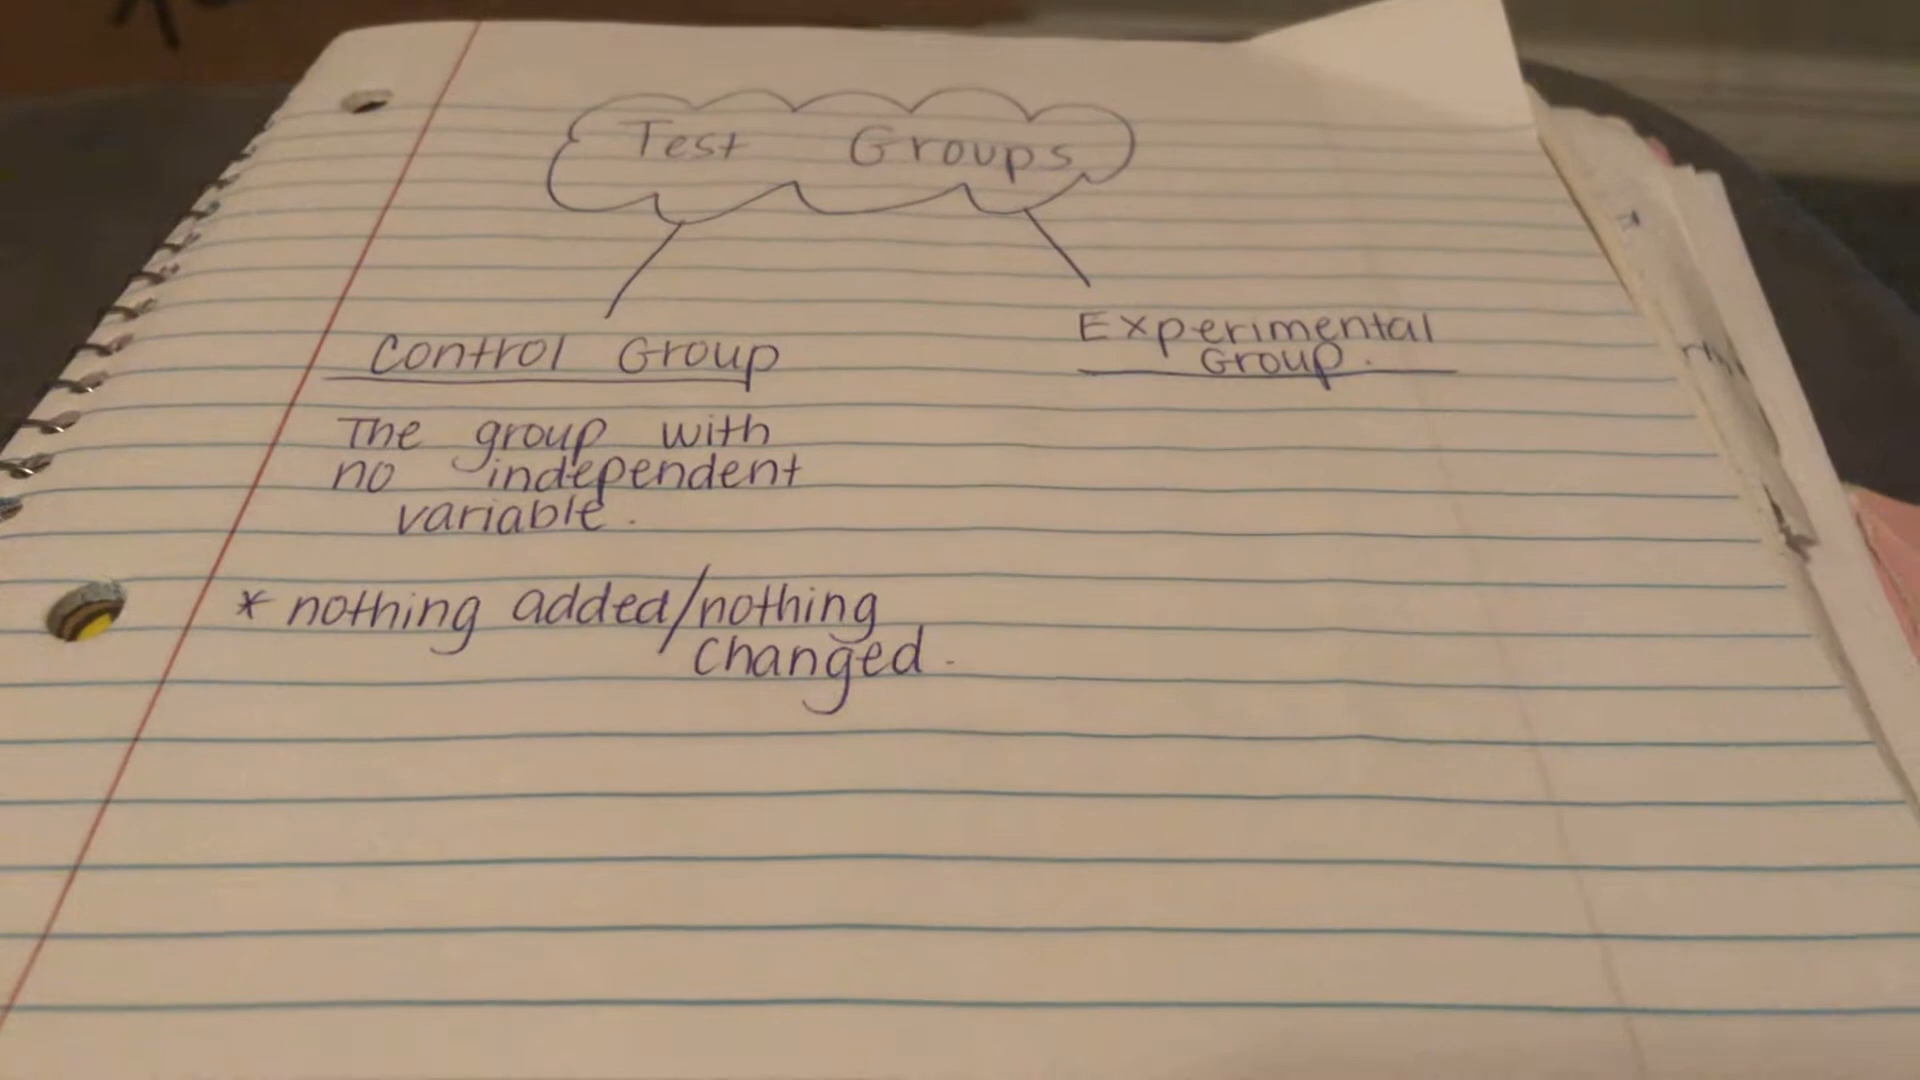 Test Groups
Control Group
The group with
no independent
variable.
* nothing added/nothing
changed.
Experimental
Group.